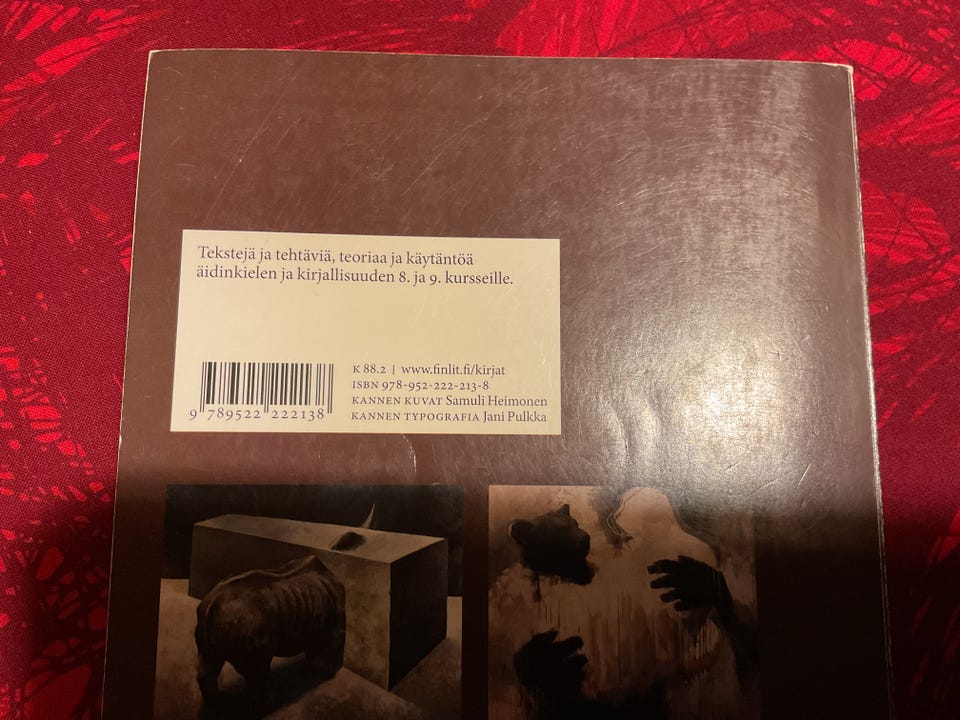 Tekstejä ja tehtäviä, teoriaa ja käytäntöä
äidinkielen ja kirjallisuuden 8. ja 9. kursseille.
K 88.2 | www.finlit.fi/kirjat
ISBN 978-952-222-213-8
KANNEN KUVAT Samuli Heimonen
KANNEN TYPOGRAFIA Jani Pulkka
9 789522 222138